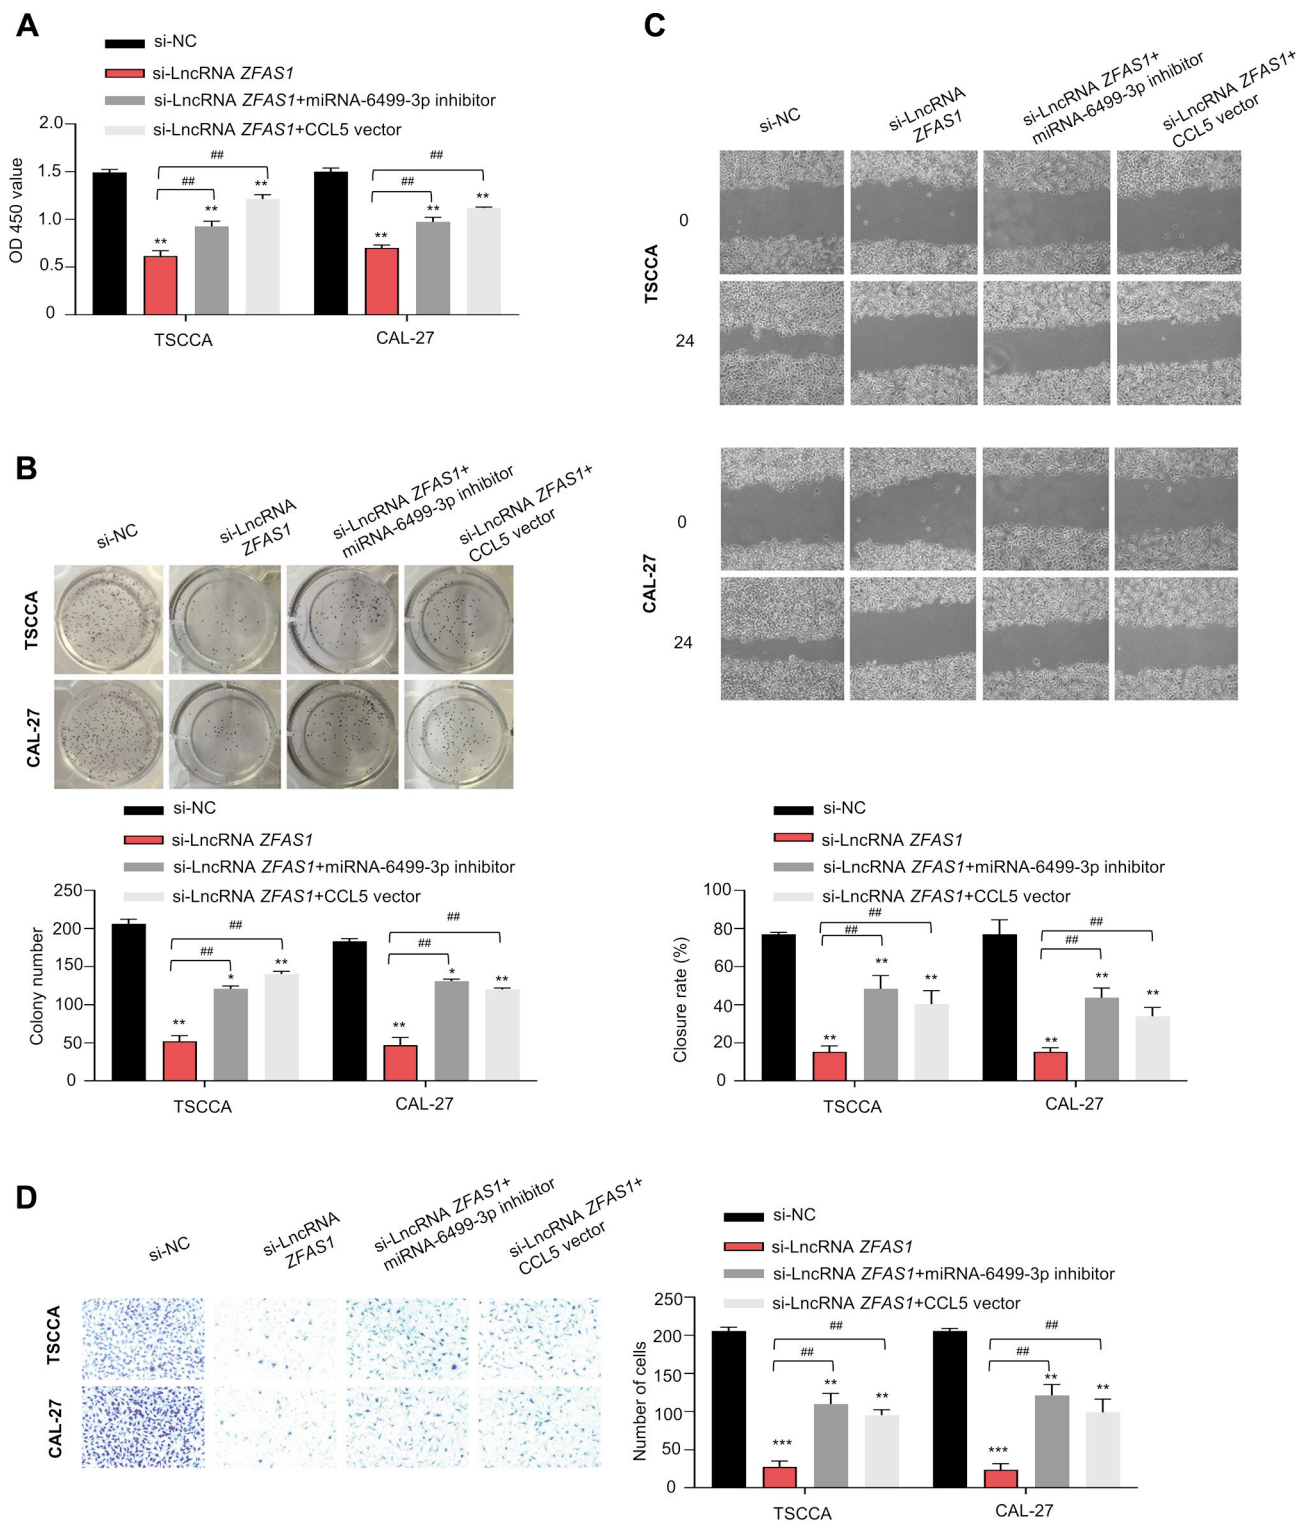 A
si-NC
si-LncRNA ZFAS1
si-LncRNA ZFAS1+miRNA-6499-3p inhibitor
si-LncRNA ZFAS1+CCL5 vector
OD 450 value
2.0
1.5
1.0
0.5
0
** ** ** ## ##
** ** ** ## ##
TSCCA
CAL-27
B
si-NC
si-LncRNA
ZFAS1
si-LncRNA ZFAS1+
miRNA-6499-3p inhibitor
si-LncRNA ZFAS1+
CCL5 vector
TSCCA
CAL-27
si-NC
si-LncRNA ZFAS1
si-LncRNA ZFAS1+miRNA-6499-3p inhibitor
si-LncRNA ZFAS1+CCL5 vector
Colony number
250
200
150
100
50
0
** * ** ## ##
** * ** ## ##
TSCCA
CAL-27
C
si-NC
si-LncRNA
ZFAS1
si-LncRNA ZFAS1+
miRNA-6499-3p inhibitor
si-LncRNA ZFAS1+
CCL5 vector
TSCCA
0
24
CAL-27
0
24
si-NC
si-LncRNA ZFAS1
si-LncRNA ZFAS1+miRNA-6499-3p inhibitor
si-LncRNA ZFAS1+CCL5 vector
Closure rate (%)
100
80
60
40
20
0
** ** ** ## ##
** ** ** ## ##
TSCCA
CAL-27
D
si-NC
si-LncRNA
ZFAS1
si-LncRNA ZFAS1+
miRNA-6499-3p inhibitor
si-LncRNA ZFAS1+
CCL5 vector
TSCCA
CAL-27
si-NC
si-LncRNA ZFAS1
si-LncRNA ZFAS1+miRNA-6499-3p inhibitor
si-LncRNA ZFAS1+CCL5 vector
Number of cells
250
200
150
100
50
0
*** ** ** ## ##
*** ** ** ## ##
TSCCA
CAL-27